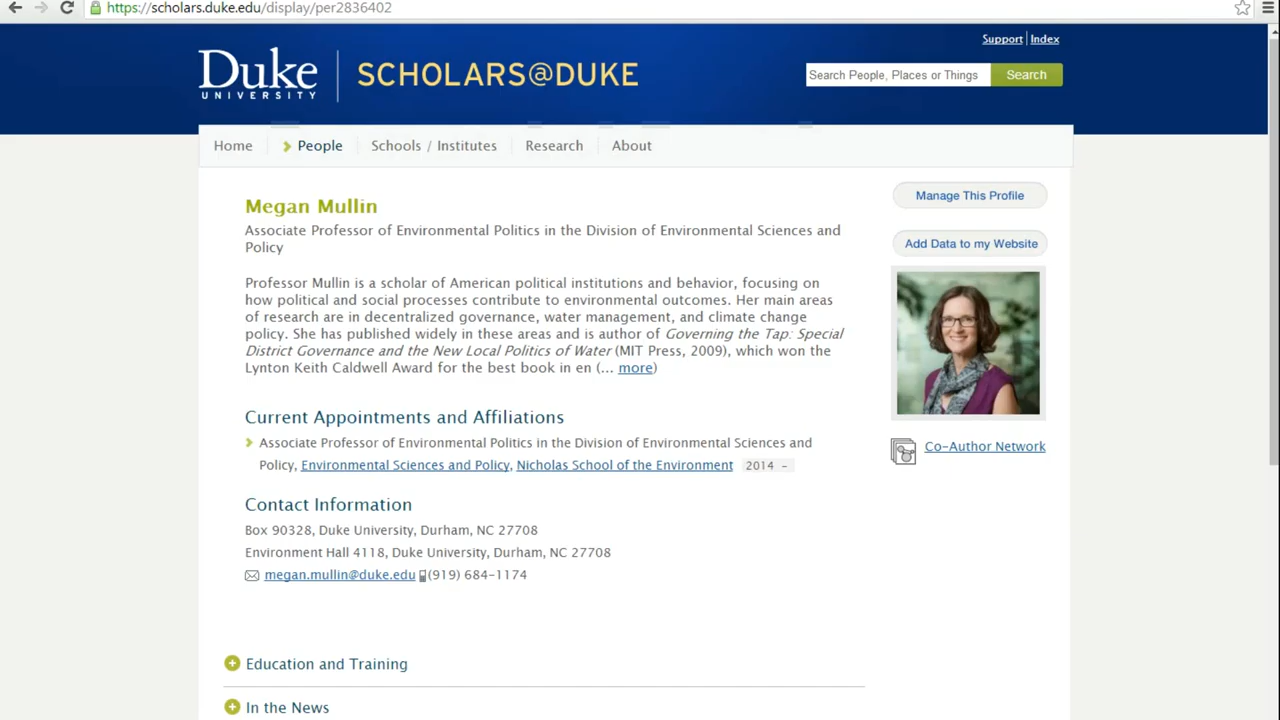 https://scholars.duke.edu/display/per2836402
Support Index
Duke
UNIVERSITY
SCHOLARS@DUKE
Search People, Places or Things Search
Home People Schools / Institutes Research About
Megan Mullin
Associate Professor of Environmental Politics in the Division of Environmental Sciences and
Policy
Manage This Profile
Add Data to my Website
Professor Mullin is a scholar of American political institutions and behavior, focusing on
how political and social processes contribute to environmental outcomes. Her main areas
of research are in decentralized governance, water management, and climate change
policy. She has published widely in these areas and is author of Governing the Tap: Special
District Governance and the New Local Politics of Water (MIT Press, 2009), which won the
Lynton Keith Caldwell Award for the best book in en (... more)
Co-Author Network
Current Appointments and Affiliations
Associate Professor of Environmental Politics in the Division of Environmental Sciences and
Policy, Environmental Sciences and Policy, Nicholas School of the Environment 2014 -
Contact Information
Box 90328, Duke University, Durham, NC 27708
Environment Hall 4118, Duke University, Durham, NC 27708
megan.mullin@duke.edu (919) 684-1174
Education and Training
In the News